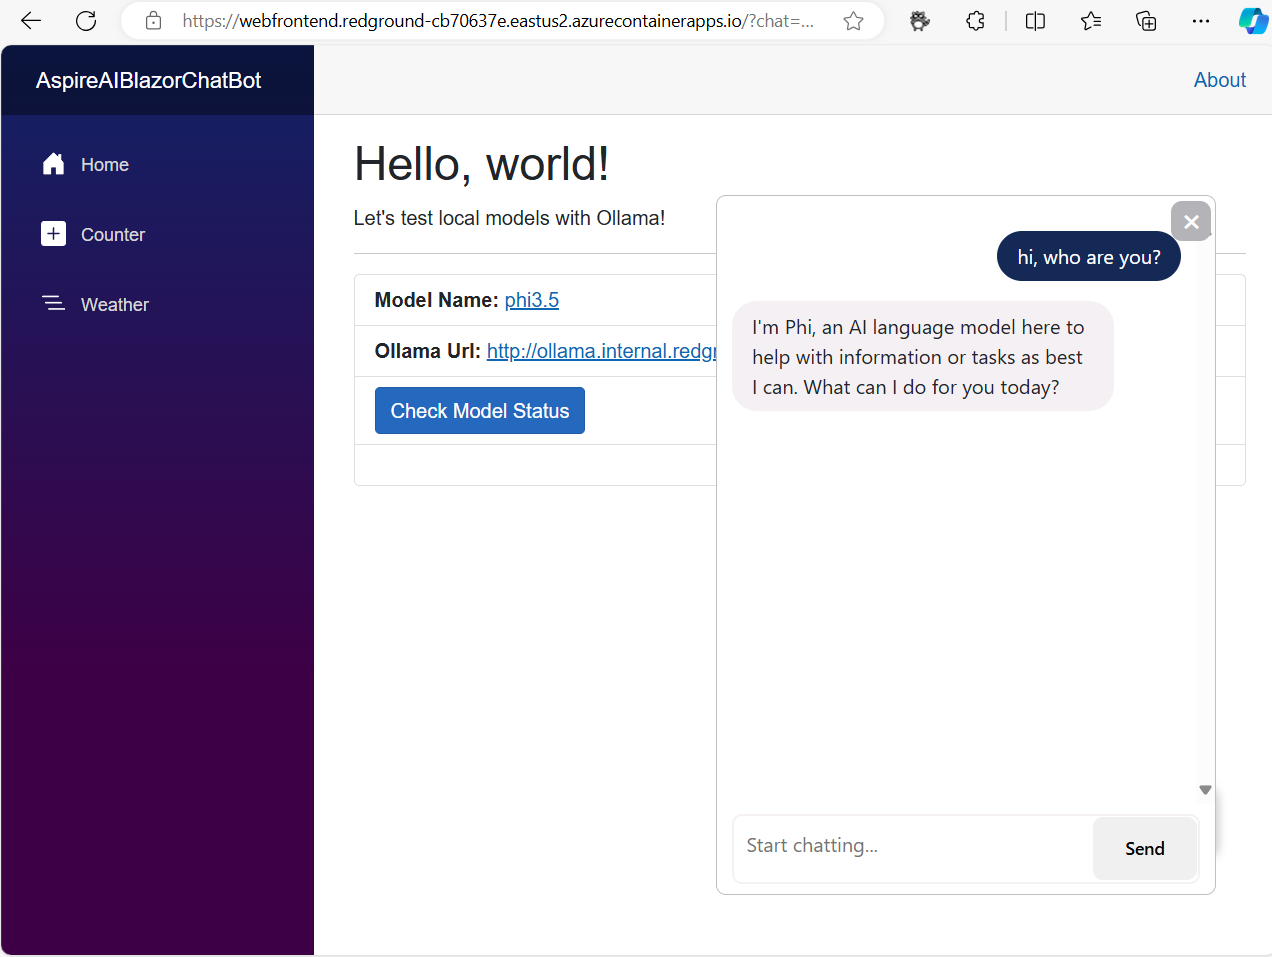 https://webfrontend.redground-cb70637e.eastus2.azurecontainerapps.io/?chat=...
AspireAIBlazorChatBot
About
Home
Counter
Weather
Hello, world!
Let's test local models with Ollama!
Model Name: phi3.5
Ollama Url: http://ollama.internal.redgr
Check Model Status
hi, who are you?
I'm Phi, an AI language model here to
help with information or tasks as best
I can. What can I do for you today?
Start chatting...
Send